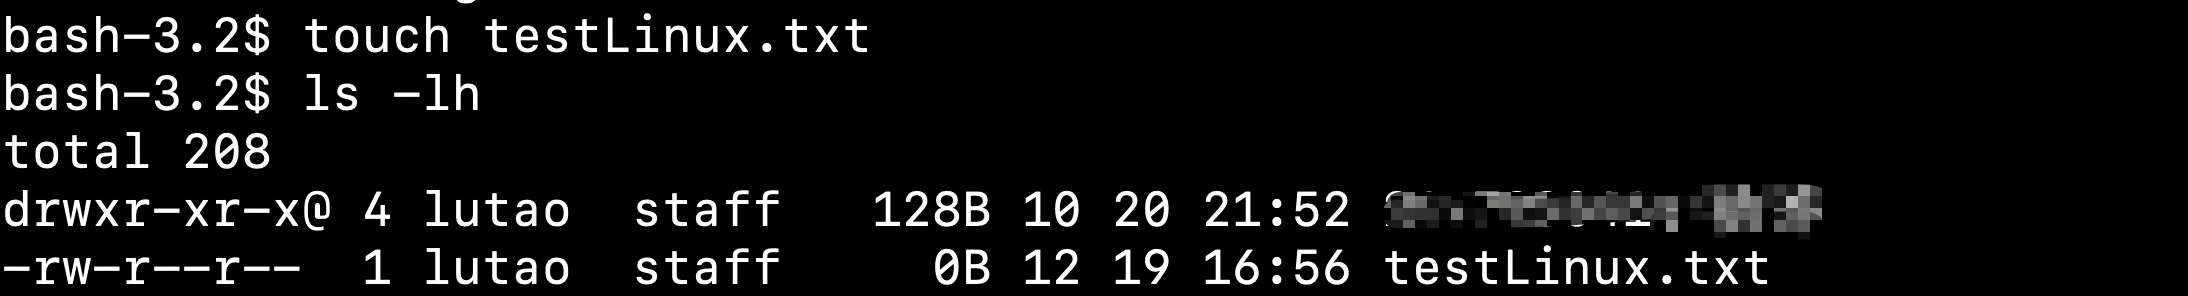 bash-3.2$ touch testLinux.txt
bash-3.2$ ls -lh
total 208
drwxr-xr-x@ 4 lutao  staff   128B 10 20 21:52
-rw-r--r--  1 lutao  staff     0B 12 19 16:56 testLinux.txt